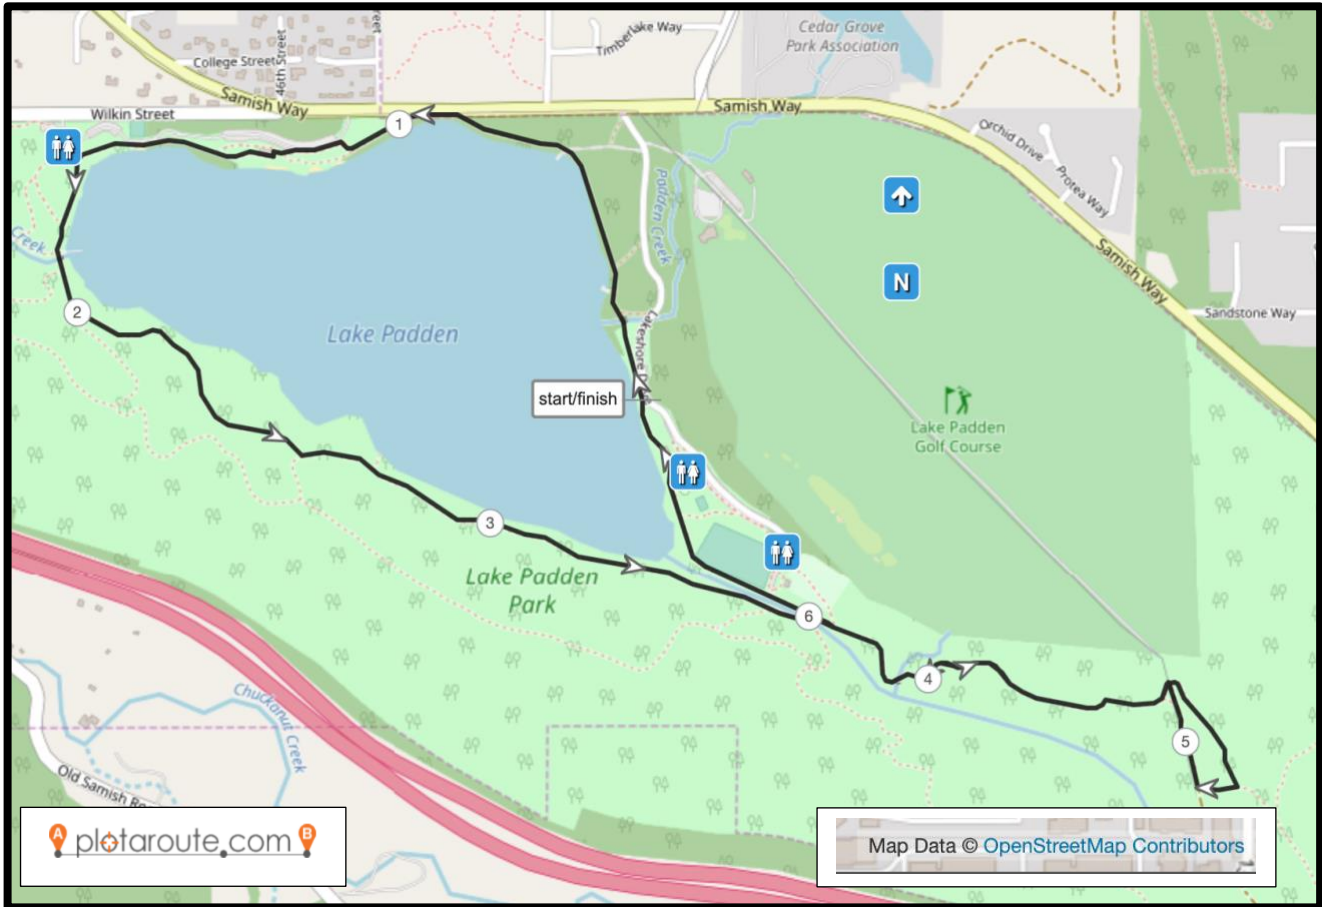 Cedar Grove
Park Association
Timberlake Way
College Street
46th Street
reet
Samish Way
Samish Way
Wilkin Street
Orchid Drive
Protea Way
Samish Way
Sandstone Way
Padden Creek
Creek
N
1
2
Lake Padden
Lakeshore D
start/finish
Lake Padden
Golf Course
3
Lake Padden
Park
6
4
5
Chuckanut Creek
Old Samish Ro
A plotaroute.com B
Map Data © OpenStreetMap Contributors